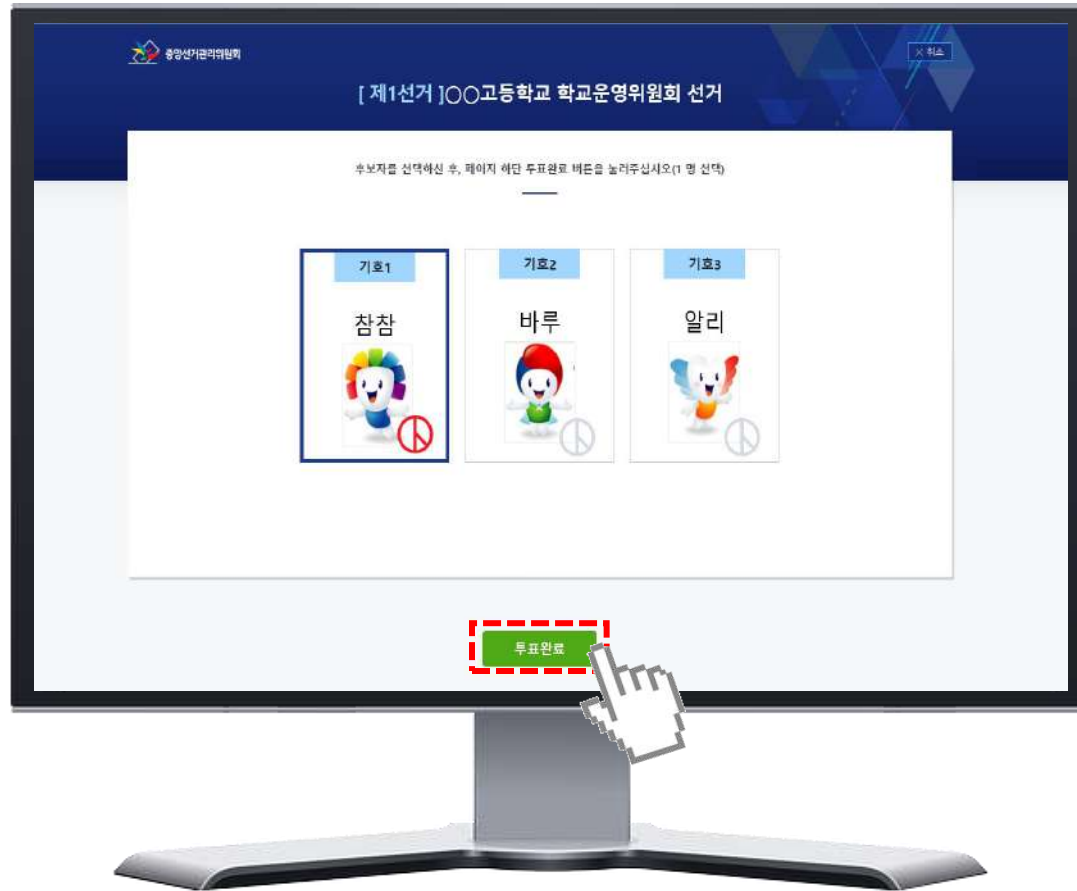 중앙선거관리위원회
× 취소
[ 제1선거 ]○○고등학교 학교운영위원회 선거
후보자를 선택하신 후, 페이지 하단 투표완료 버튼을 눌러주십시오(1 명 선택)
기호1
기호2
기호3
참참
바루
알리
투표완료